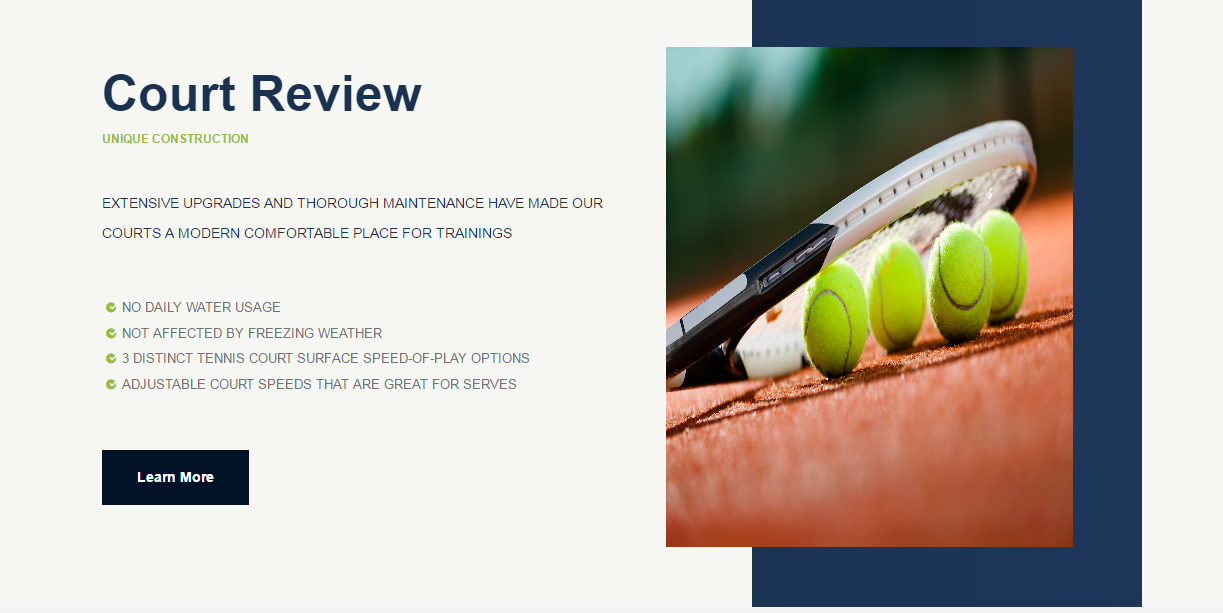 Court Review
UNIQUE CONSTRUCTION
EXTENSIVE UPGRADES AND THOROUGH MAINTENANCE HAVE MADE OUR
COURTS A MODERN COMFORTABLE PLACE FOR TRAININGS
NO DAILY WATER USAGE
NOT AFFECTED BY FREEZING WEATHER
3 DISTINCT TENNIS COURT SURFACE SPEED-OF-PLAY OPTIONS
ADJUSTABLE COURT SPEEDS THAT ARE GREAT FOR SERVES
Learn More